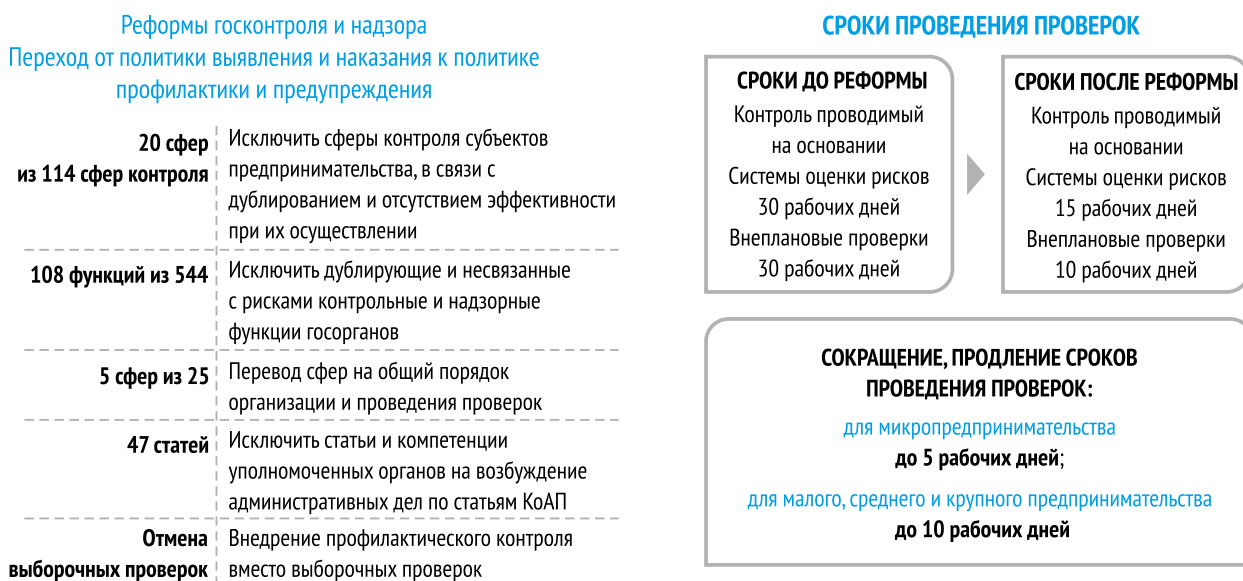 Реформы госконтроля и надзора
Переход от политики выявления и наказания к политике
профилактики и предупреждения
20 сфер
из 114 сфер контроля
Исключить сферы контроля субъектов
предпринимательства, в связи с
дублированием и отсутствием эффективности
при их осуществлении
108 функций из 544
Исключить дублирующие и несвязанные
с рисками контрольные и надзорные
функции госорганов
5 сфер из 25
Перевод сфер на общий порядок
организации и проведения проверок
47 статей
Исключить статьи и компетенции
уполномоченных органов на возбуждение
административных дел по статьям КоАП
Отмена
выборочных проверок
Внедрение профилактического контроля
вместо выборочных проверок
СРОКИ ПРОВЕДЕНИЯ ПРОВЕРОК
СРОКИ ДО РЕФОРМЫ
Контроль проводимый
на основании
Системы оценки рисков
30 рабочих дней
Внеплановые проверки
30 рабочих дней
СРОКИ ПОСЛЕ РЕФОРМЫ
Контроль проводимый
на основании
Системы оценки рисков
15 рабочих дней
Внеплановые проверки
10 рабочих дней
СОКРАЩЕНИЕ, ПРОДЛЕНИЕ СРОКОВ
ПРОВЕДЕНИЯ ПРОВЕРОК:
для микропредпринимательства
до 5 рабочих дней;
для малого, среднего и крупного предпринимательства
до 10 рабочих дней